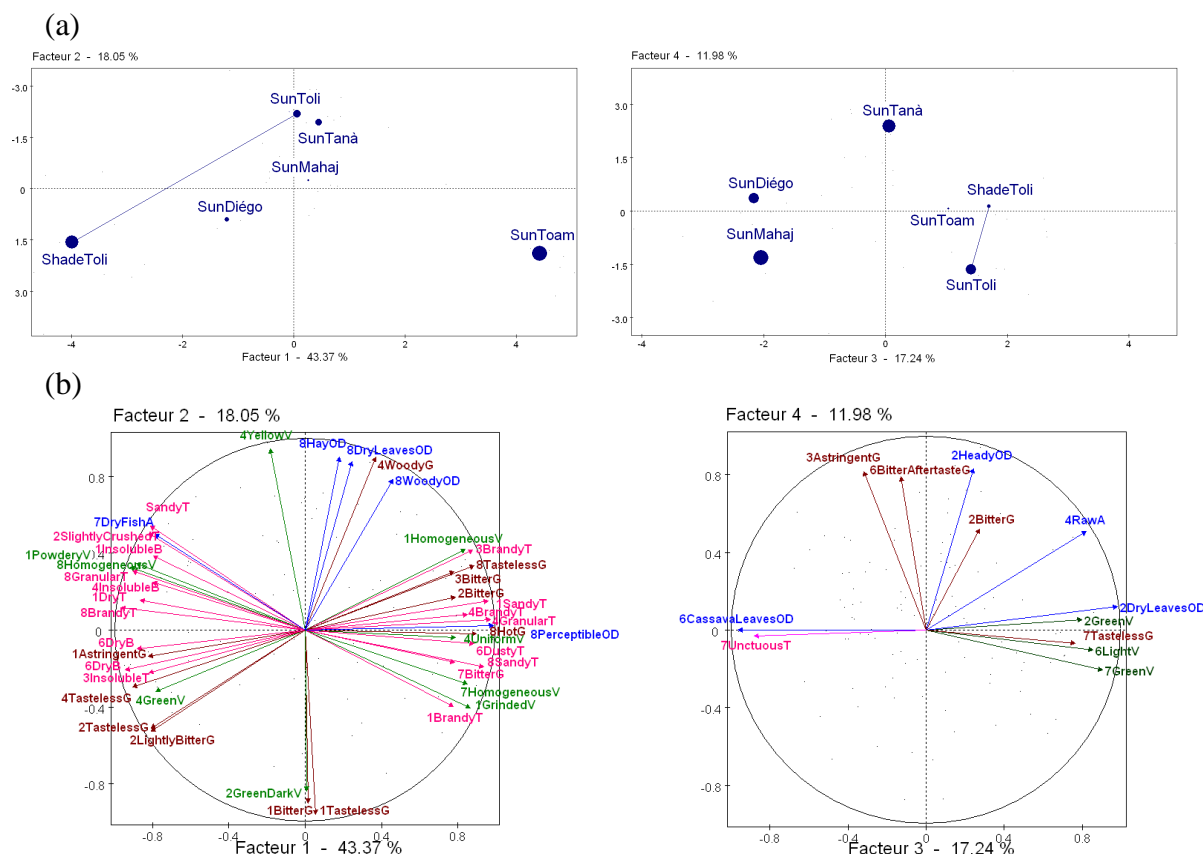 (a)
Facteur 2 - 18.05 %
-3.0
-1.5
0
1.5
3.0
SunToli
SunTanà
SunMahaj
SunDiégo
ShadeToli
SunToam
-4
-2
0
2
4
Facteur 1 - 43.37 %
Facteur 4 - 11.98 %
3.0
1.5
0
-1.5
-3.0
SunTanà
SunDiégo
ShadeToli
SunToam
SunMahaj
SunToli
-4
-2
0
2
4
Facteur 3 - 17.24 %
(b)
Facteur 2 - 18.05 %
0.8
0.4
0
-0.4
-0.8
4YellowV
8HayOD
8DryLeavesOD
4WoodyG
8WoodyOD
SandyT
7DryFishA
2SlightlyCrushed
1InsolubleB
1PowderyV
8HomogeneousV
8GranularT
4InsolubleB
1DryT
8BrandyT
1HomogeneousV
3BrandyT
8TastelessG
3BitterG
2BitterG
SandyT
4BrandyT
4GranularT
8HotG
8PerceptibleOD
4UniformV
6DustyT
8SandyT
7BitterG
7HomogeneousV
1GrindedV
1BrandyT
6DryB
1AstringentG
6DryB
3InsolubleT
4TastelessG
4GreenV
2TastelessG
2LightlyBitterG
2GreenDarkV
1BitterG
1TastelessG
-0.8
-0.4
0
0.4
0.8
Facteur 1 - 43.37 %
Facteur 4 - 11.98 %
0.8
0.4
0
-0.4
-0.8
3AstringentG
2HeadyOD
6BitterAftertasteG
2BitterG
4RawA
6CassavaLeavesOD
7UnctuousT
2DryLeavesOD
2GreenV
7TastelessG
6LightV
7GreenV
-0.8
-0.4
0
0.4
0.8
Facteur 3 - 17.24 %